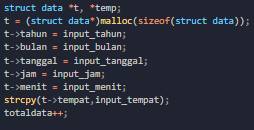 struct data *t, *temp;
t = (struct data*)malloc(sizeof(struct data));
t->tahun = input_tahun;
t->bulan = input_bulan;
t->tanggal = input_tanggal;
t->jam = input_jam;
t->menit = input_menit;
strcpy(t->tempat,input_tempat);
totaldata++;